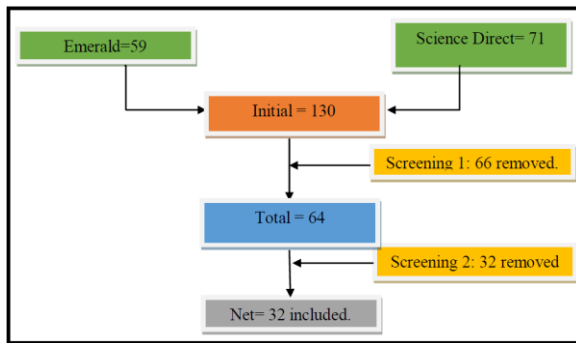 Emerald=59
Science Direct= 71
Initial = 130
Screening 1: 66 removed.
Total = 64
Screening 2: 32 removed
Net= 32 included.